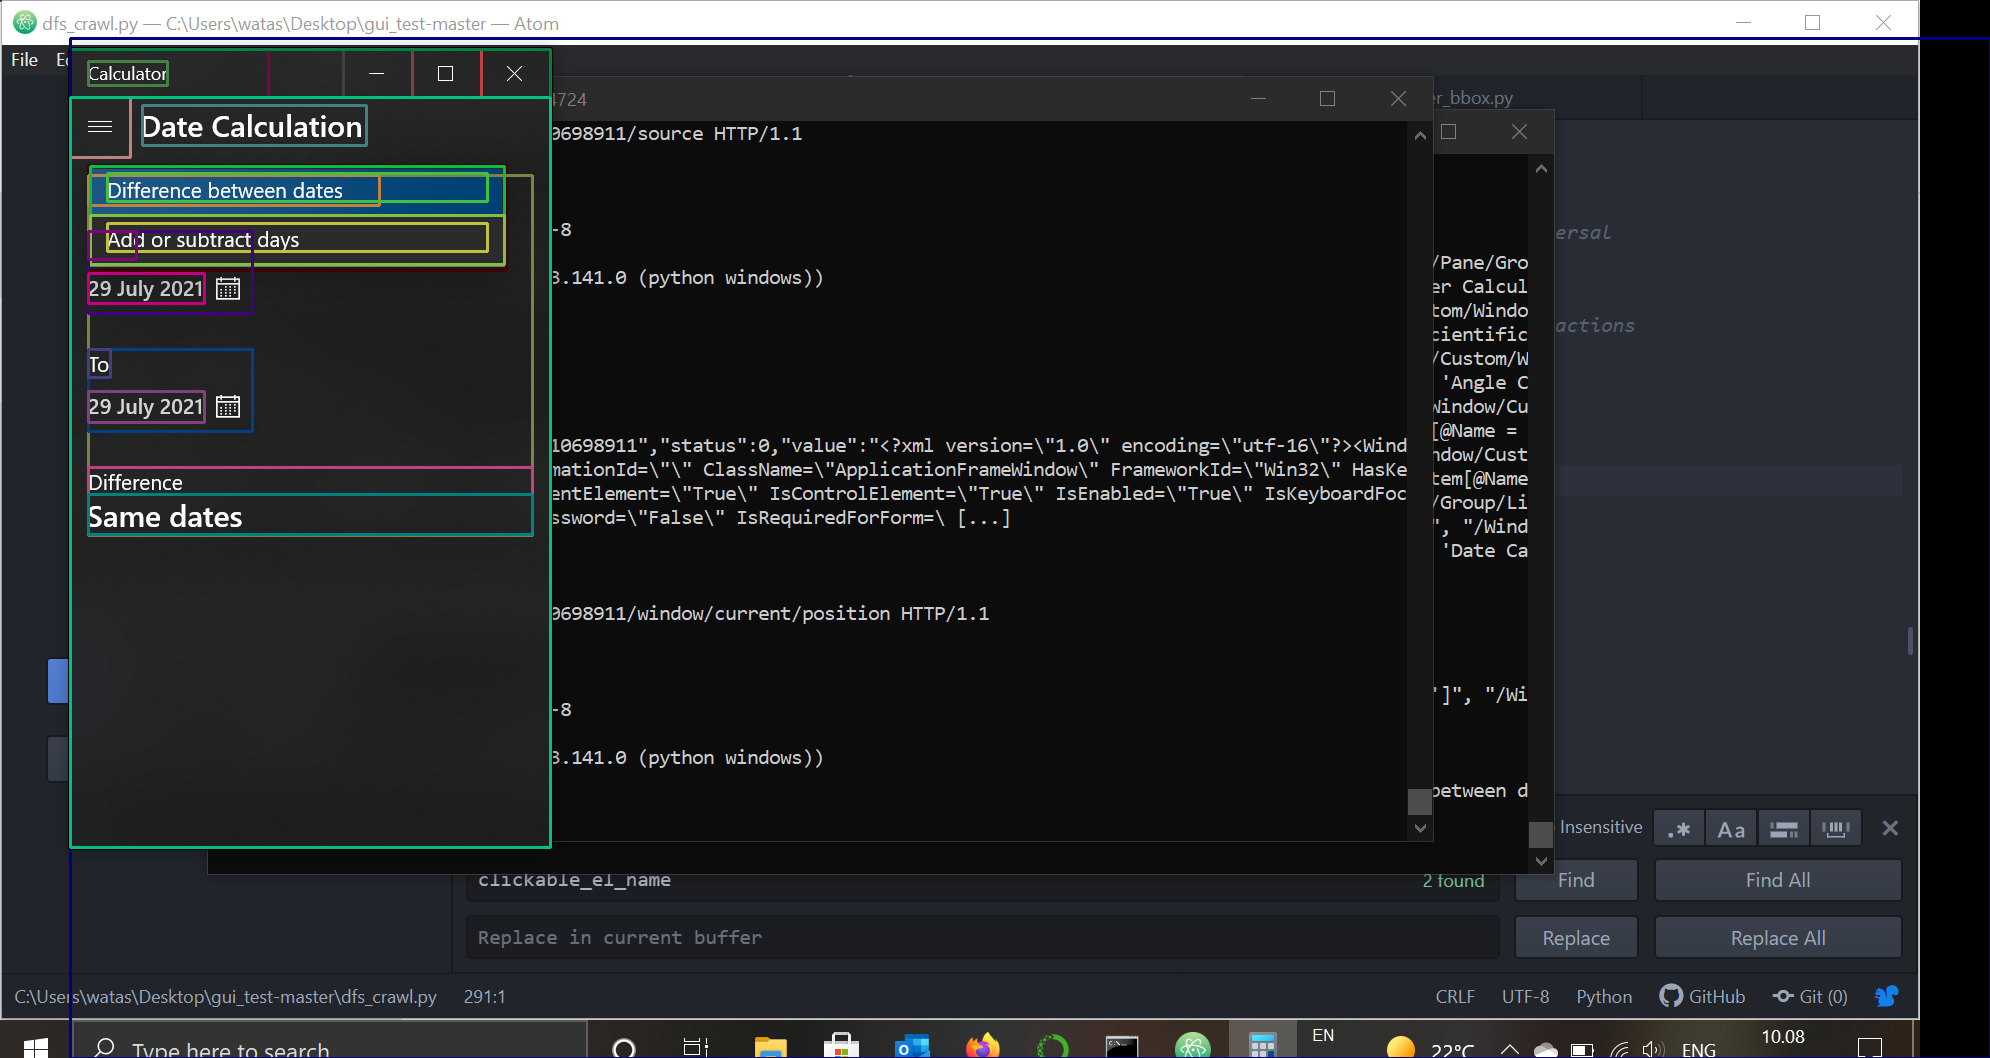 dfs_crawl.py — C:\Users\watas\Desktop\gui_test-master — Atom
File
Calculator
Date Calculation
Difference between dates
Add or subtract days
29 July 2021
To
29 July 2021
Difference
Same dates
4724
0698911/source HTTP/1.1
-8
3.141.0 (python windows))
10698911","status":0,"value":"<?xml version=\"1.0\" encoding=\"utf-16\"?><Wind
mationId=\"\" ClassName=\"ApplicationFrameWindow\" FrameworkId=\"Win32\" HasKe
entElement=\"True\" IsControlElement=\"True\" IsEnabled=\"True\" IsKeyboardFoc
ssword=\"False\" IsRequiredForForm=\ [...]
0698911/window/current/position HTTP/1.1
-8
3.141.0 (python windows))
er_bbox.py
/Pane/Gro
er Calcul
tom/Windo
cientific
/Custom/W
'Angle C
Window/Cu
[@Name =
ndow/Cust
tem[@Name
/Group/Li
", "/Wind
'Date Ca
']", "/Wi
between d
ersal
actions
Insensitive
.*
Aa
clickable_el_name
2 found
Find
Find All
Replace in current buffer
Replace
Replace All
C:\Users\watas\Desktop\gui_test-master\dfs_crawl.py
291:1
CRLF
UTF-8
Python
GitHub
Git (0)
Type here to search
EN
22°C
ENG
10.08